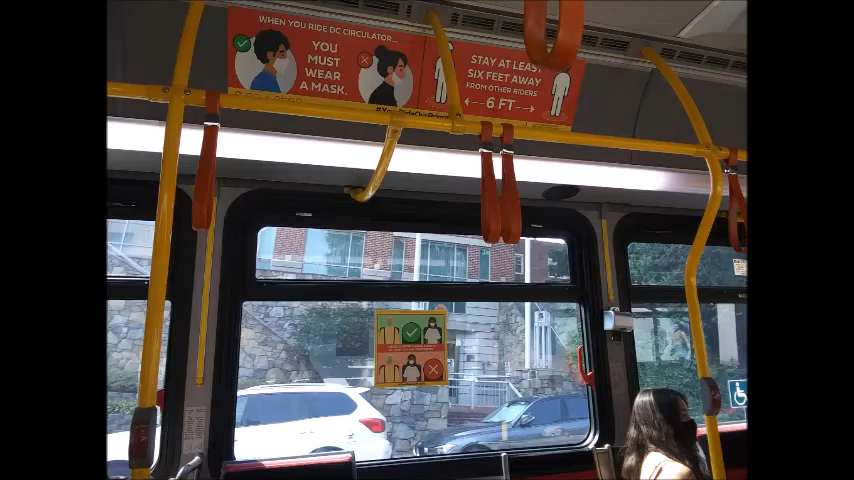 WHEN YOU RIDE DC CIRCULATOR...
YOU
MUST
WEAR
A MASK.
STAY AT LEAST
SIX FEET AWAY
FROM OTHER RIDERS
6 FT